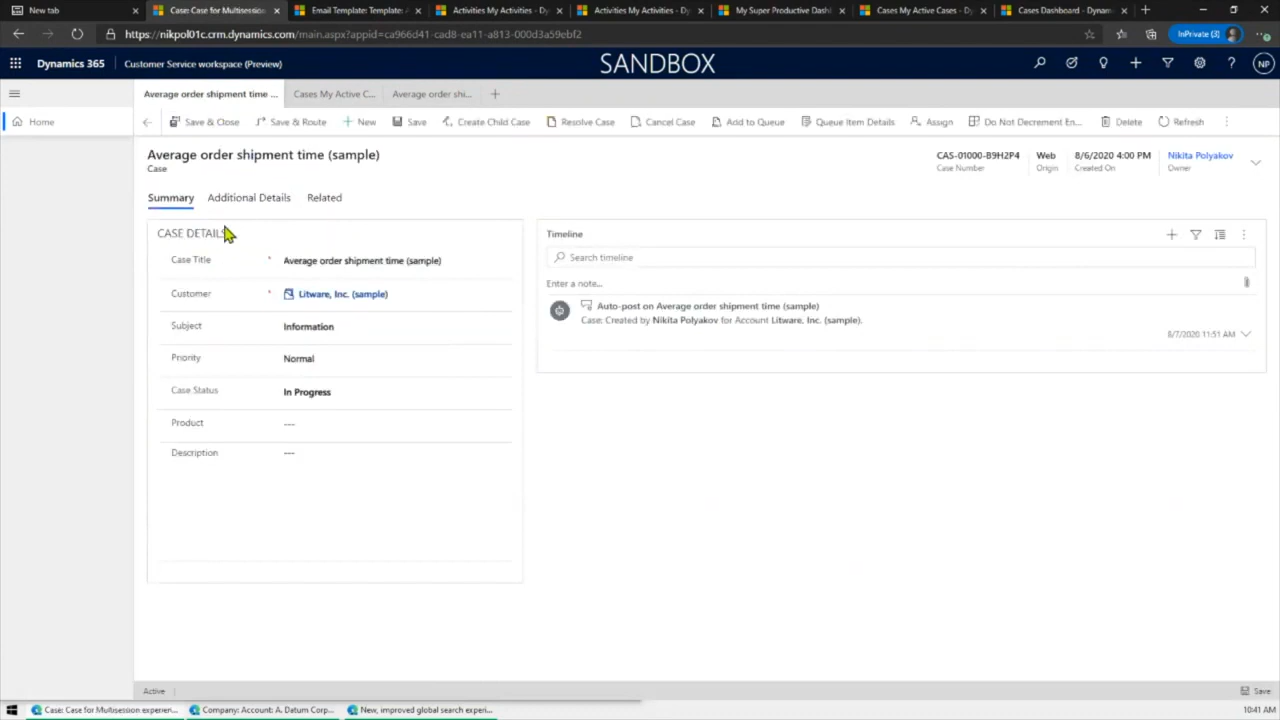 New tab
Case: Case for Multisession
Email Template: Template: A
Activities My Activities - Dy
Activities My Activities - Dy
My Super Productive Dashb
Cases My Active Cases - Dy
Cases Dashboard - Dynam
https://nikpol01c.crm.dynamics.com/main.aspx?appid=ca966d41-cad8-ea11-a813-000d3a59ebf2
InPrivate (3)
Dynamics 365
Customer Service workspace (Preview)
SANDBOX
NP
Average order shipment time ...
Cases My Active C...
Average order shi...
Home
Save & Close
Save & Route
New
Save
Create Child Case
Resolve Case
Cancel Case
Add to Queue
Queue Item Details
Assign
Do Not Decrement En...
Delete
Refresh
Average order shipment time (sample)
Case
CAS-01000-B9H2P4
Case Number
Web
Origin
8/6/2020 4:00 PM
Created On
Nikita Polyakov
Owner
Summary
Additional Details
Related
CASE DETAILS
Case Title * Average order shipment time (sample)
Customer * Litware, Inc. (sample)
Subject Information
Priority Normal
Case Status In Progress
Product ---
Description ---
Timeline
Search timeline
Enter a note...
Auto-post on Average order shipment time (sample)
Case: Created by Nikita Polyakov for Account Litware, Inc. (sample).
8/7/2020 11:51 AM
Active
Save
Case: Case for Multisession experien...
Company: Account: A. Datum Corp...
New, improved global search experi...
10:41 AM